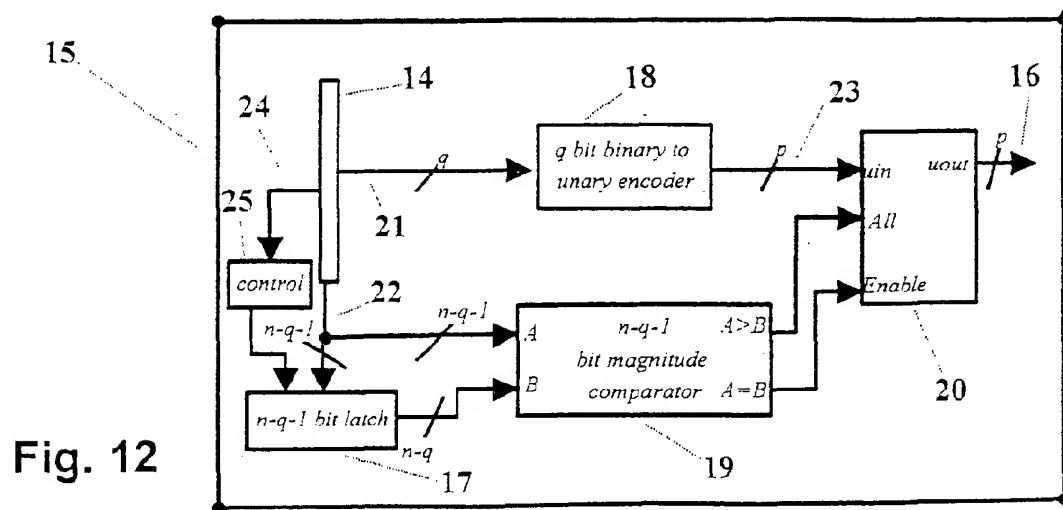 15
14
24
18
23
16
q
q bit binary to
unary encoder
p
uin
uout
p
25
21
All
control
22
n-q-1
n-q-1
A
n-q-1
A>B
Enable
bit magnitude
B
comparator
A=B
20
n-q-1 bit latch
n-q
17
19
Fig. 12